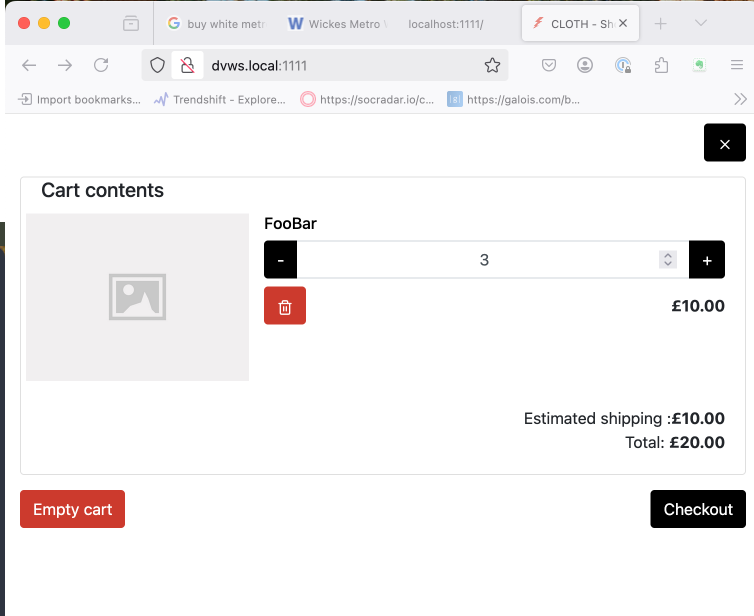 buy white metr
W Wickes Metro
localhost:1111/
CLOTH - Sh
dvws.local:1111
Import bookmarks...
Trendshift - Explore...
https://socradar.io/c...
https://galois.com/b...
Cart contents
FooBar
- 3 +
£10.00
Estimated shipping :£10.00
Total: £20.00
Empty cart
Checkout